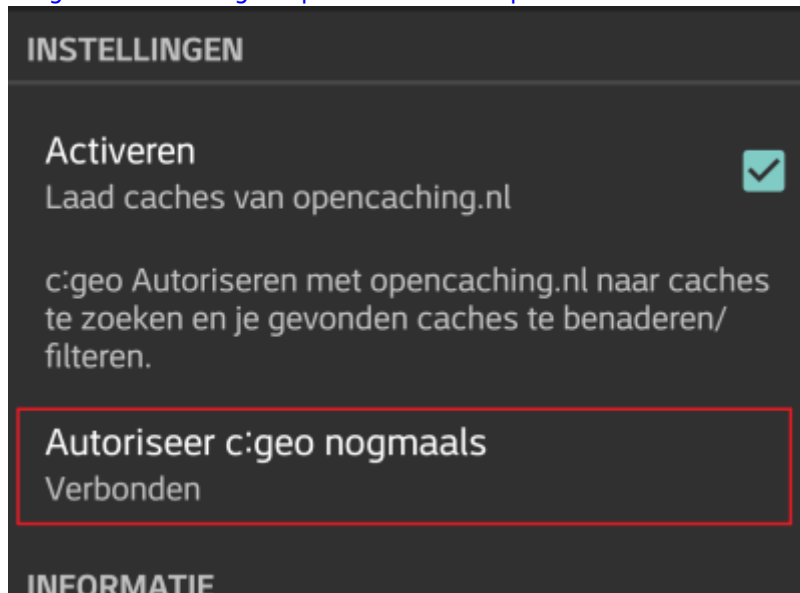 INSTELLINGEN
Activeren
Laad caches van opencaching.nl
c:geo Autoriseren met opencaching.nl naar caches
te zoeken en je gevonden caches te benaderen/
filteren.
Autoriseer c:geo nogmaals
Verbonden
INFORMATIE